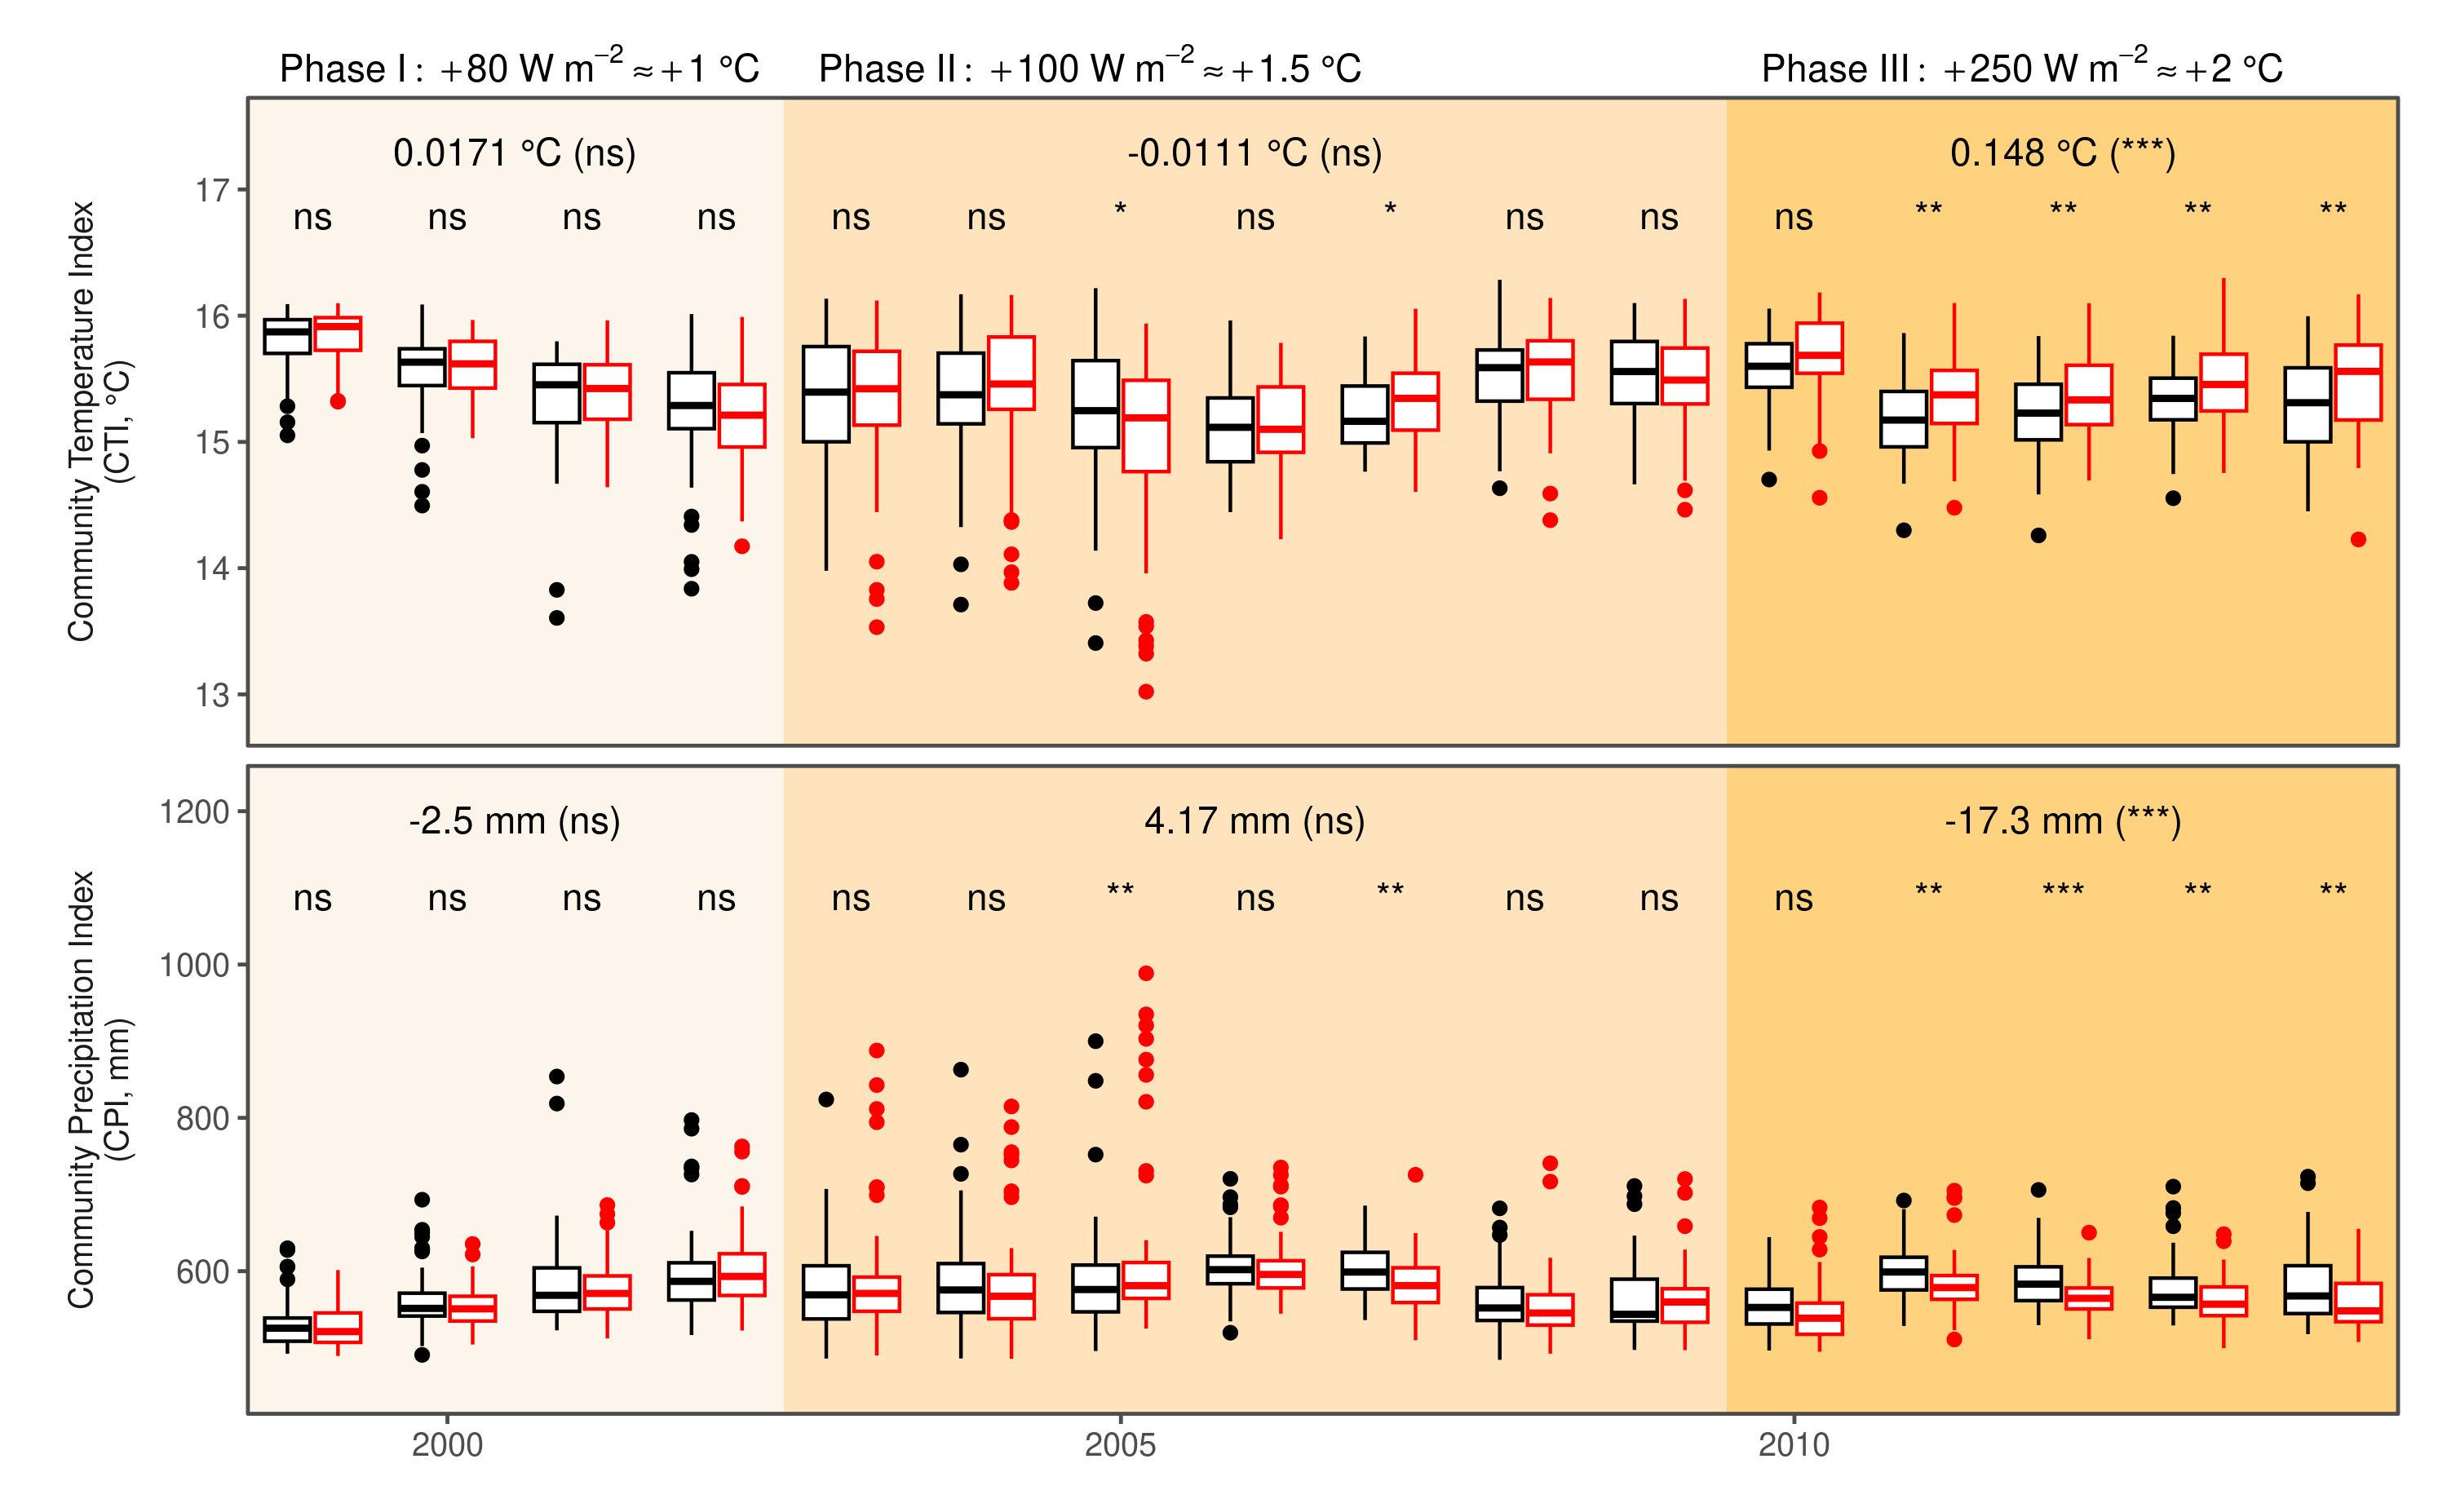 Phase I: +80 W m−2 ≈ +1 °C
Phase II: +100 W m−2 ≈ +1.5 °C
Phase III: +250 W m−2 ≈ +2 °C
Community Temperature Index
(CTI, °C)
17
16
15
14
13
0.0171 °C (ns)
-0.0111 °C (ns)
0.148 °C (***)
ns ns ns ns ns ns * ns * ns ns ns ** ** ** **
Community Precipitation Index
(CPI, mm)
1200
1000
800
600
-2.5 mm (ns)
4.17 mm (ns)
-17.3 mm (***)
ns ns ns ns ns ns ** ns ** ns ns ns ** *** ** **
2000
2005
2010